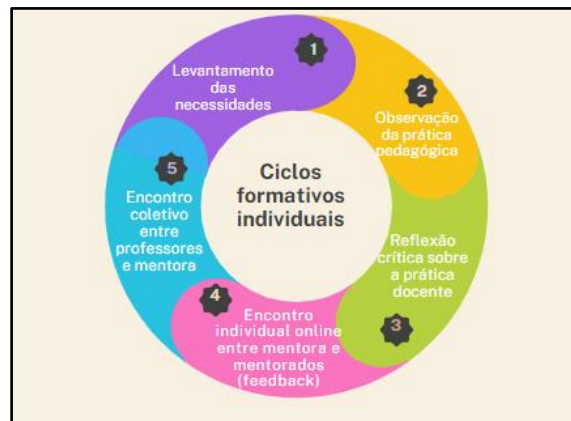 Ciclos
formativos
individuais
1
Levantamento
das
necessidades
2
Observação
da prática
pedagógica
Reflexão
crítica sobre
a prática
docente
3
4
Encontro
individual online
entre mentora e
mentorados
(feedback)
5
Encontro
coletivo entre
professores
e mentora